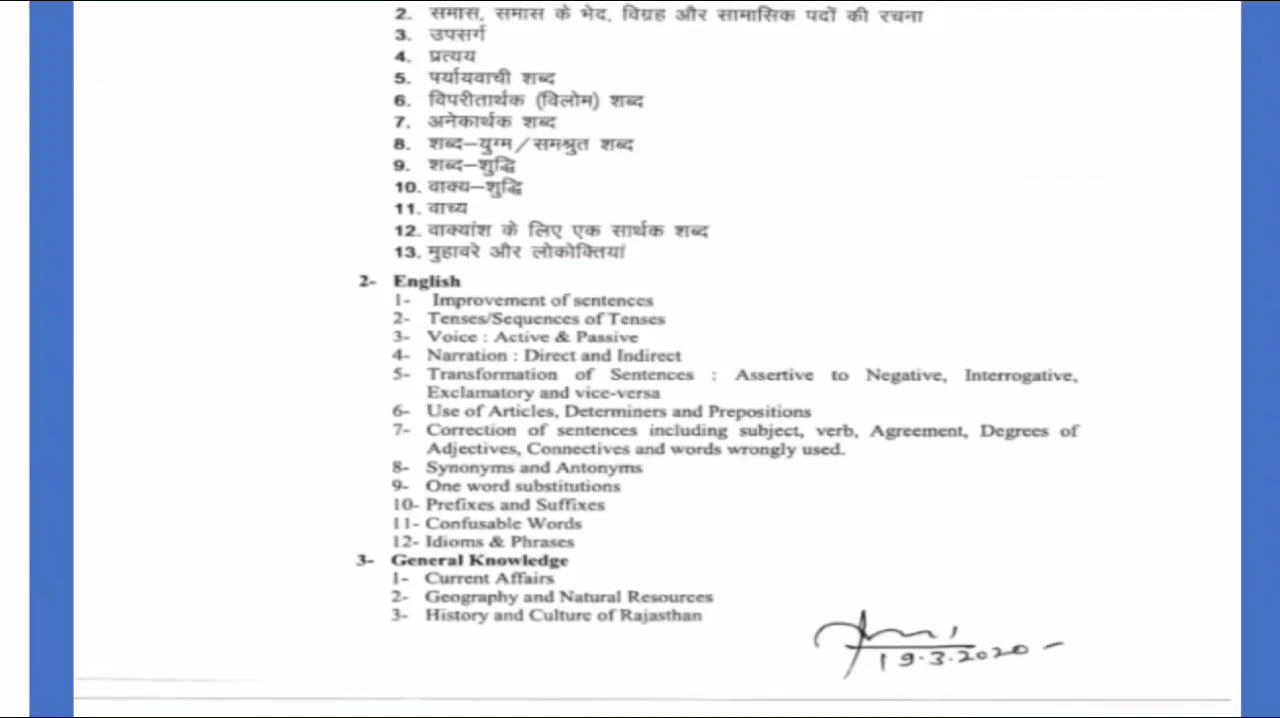 2. समास, समास के भेद, विग्रह और सामासिक पदों की रचना
3. उपसर्ग
4. प्रत्यय
5. पर्यायवाची शब्द
6. विपरीतार्थक (विलोम) शब्द
7. अनेकार्थक शब्द
8. शब्द–युग्म/समश्रुत शब्द
9. शब्द–शुद्धि
10. वाक्य–शुद्धि
11. वाच्य
12. वाक्यांश के लिए एक सार्थक शब्द
13. मुहावरे और लोकोक्तियां
2- English
1- Improvement of sentences
2- Tenses/Sequences of Tenses
3- Voice : Active & Passive
4- Narration : Direct and Indirect
5- Transformation of Sentences : Assertive to Negative, Interrogative,
Exclamatory and vice-versa
6- Use of Articles, Determiners and Prepositions
7- Correction of sentences including subject, verb, Agreement, Degrees of
Adjectives, Connectives and words wrongly used.
8- Synonyms and Antonyms
9- One word substitutions
10- Prefixes and Suffixes
11- Confusable Words
12- Idioms & Phrases
3- General Knowledge
1- Current Affairs
2- Geography and Natural Resources
3- History and Culture of Rajasthan
19.3.2020